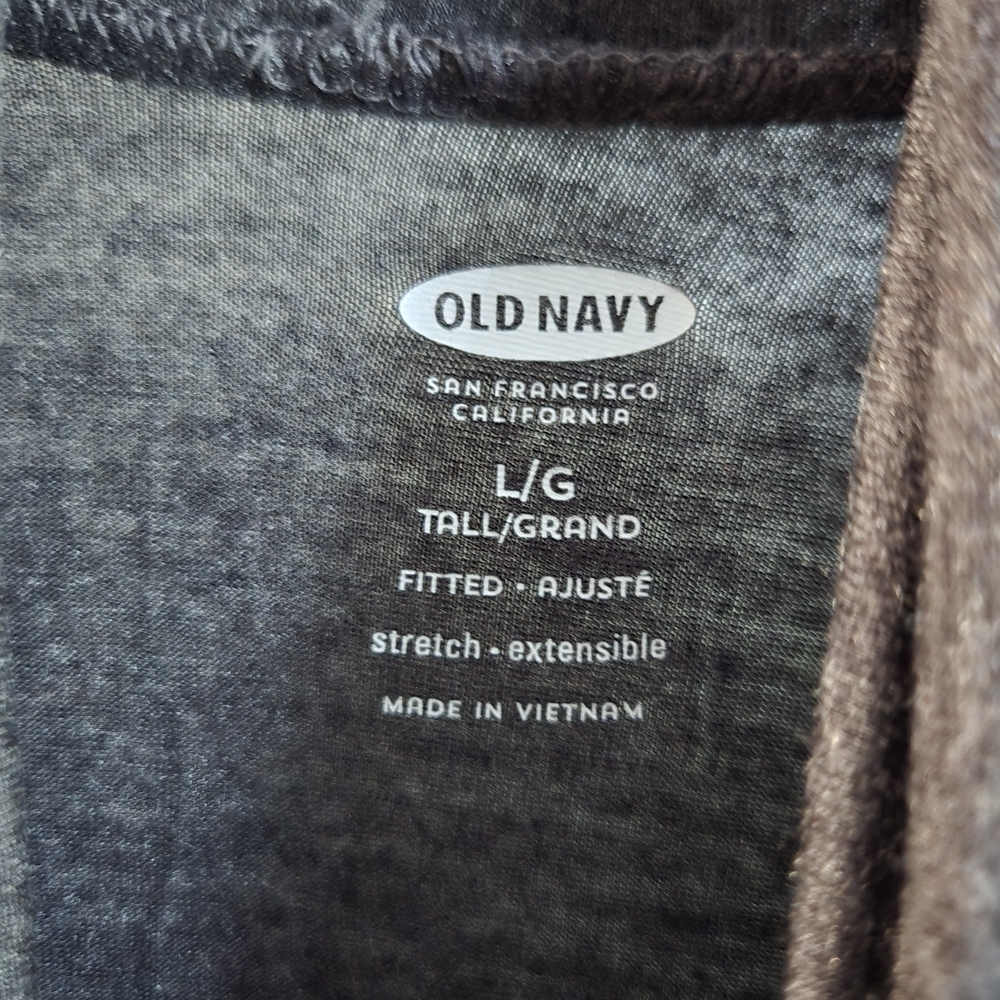 OLD NAVY
SAN FRANCISCO
CALIFORNIA
L/G
TALL/GRAND
FITTED · AJUSTÉ
stretch · extensible
MADE IN VIETNAM